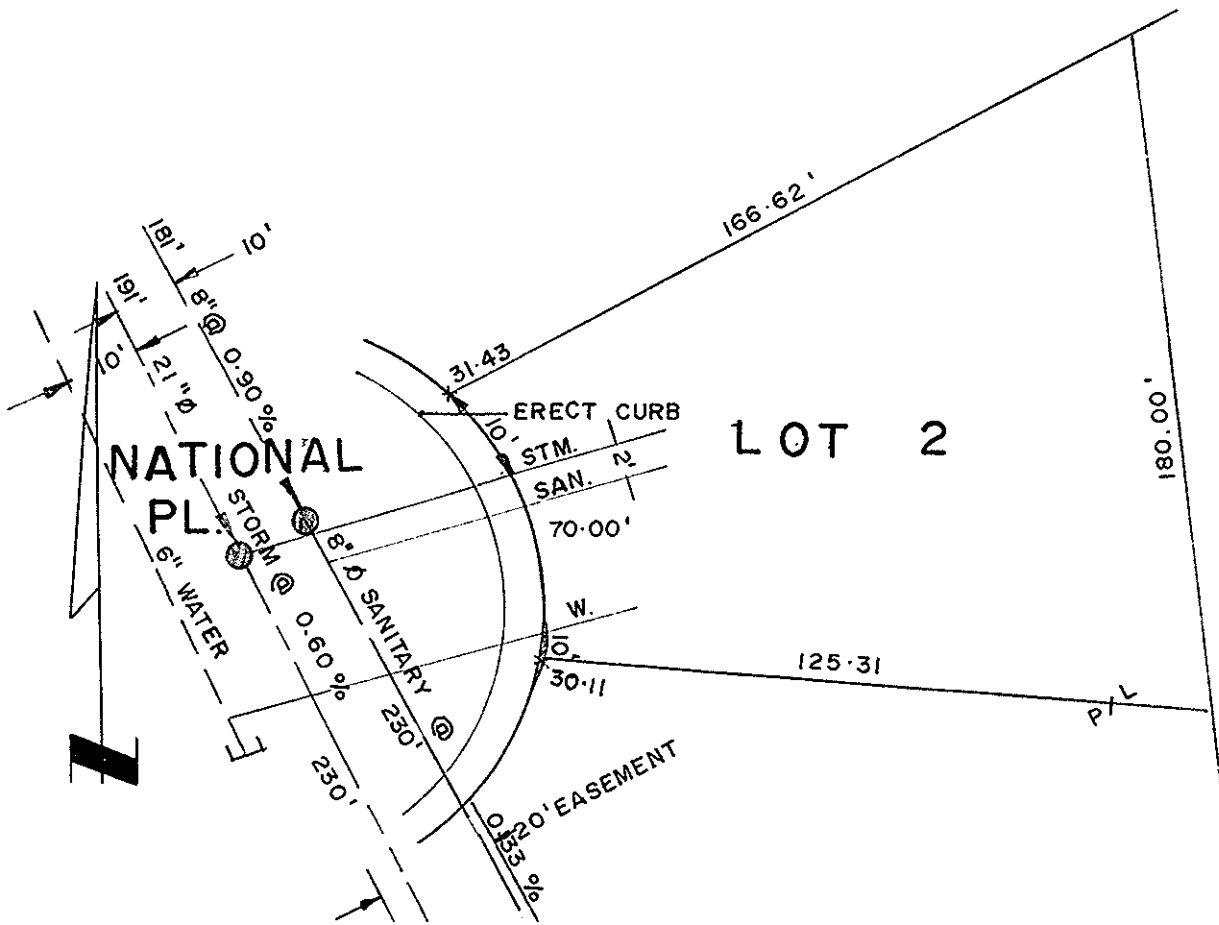 166.62'
181'
10'
191'
10'
8" @ 0.90 %
21 "ø
31.43
ERECT CURB
10'
STM.
2'
SAN.
LOT 2
180.00'
NATIONAL
PL.
70.00'
STORM @ 0.60 %
8" Ø SANITARY @
6" WATER
W.
10'
30.11
125.31
P/L
230'
230'
20' EASEMENT